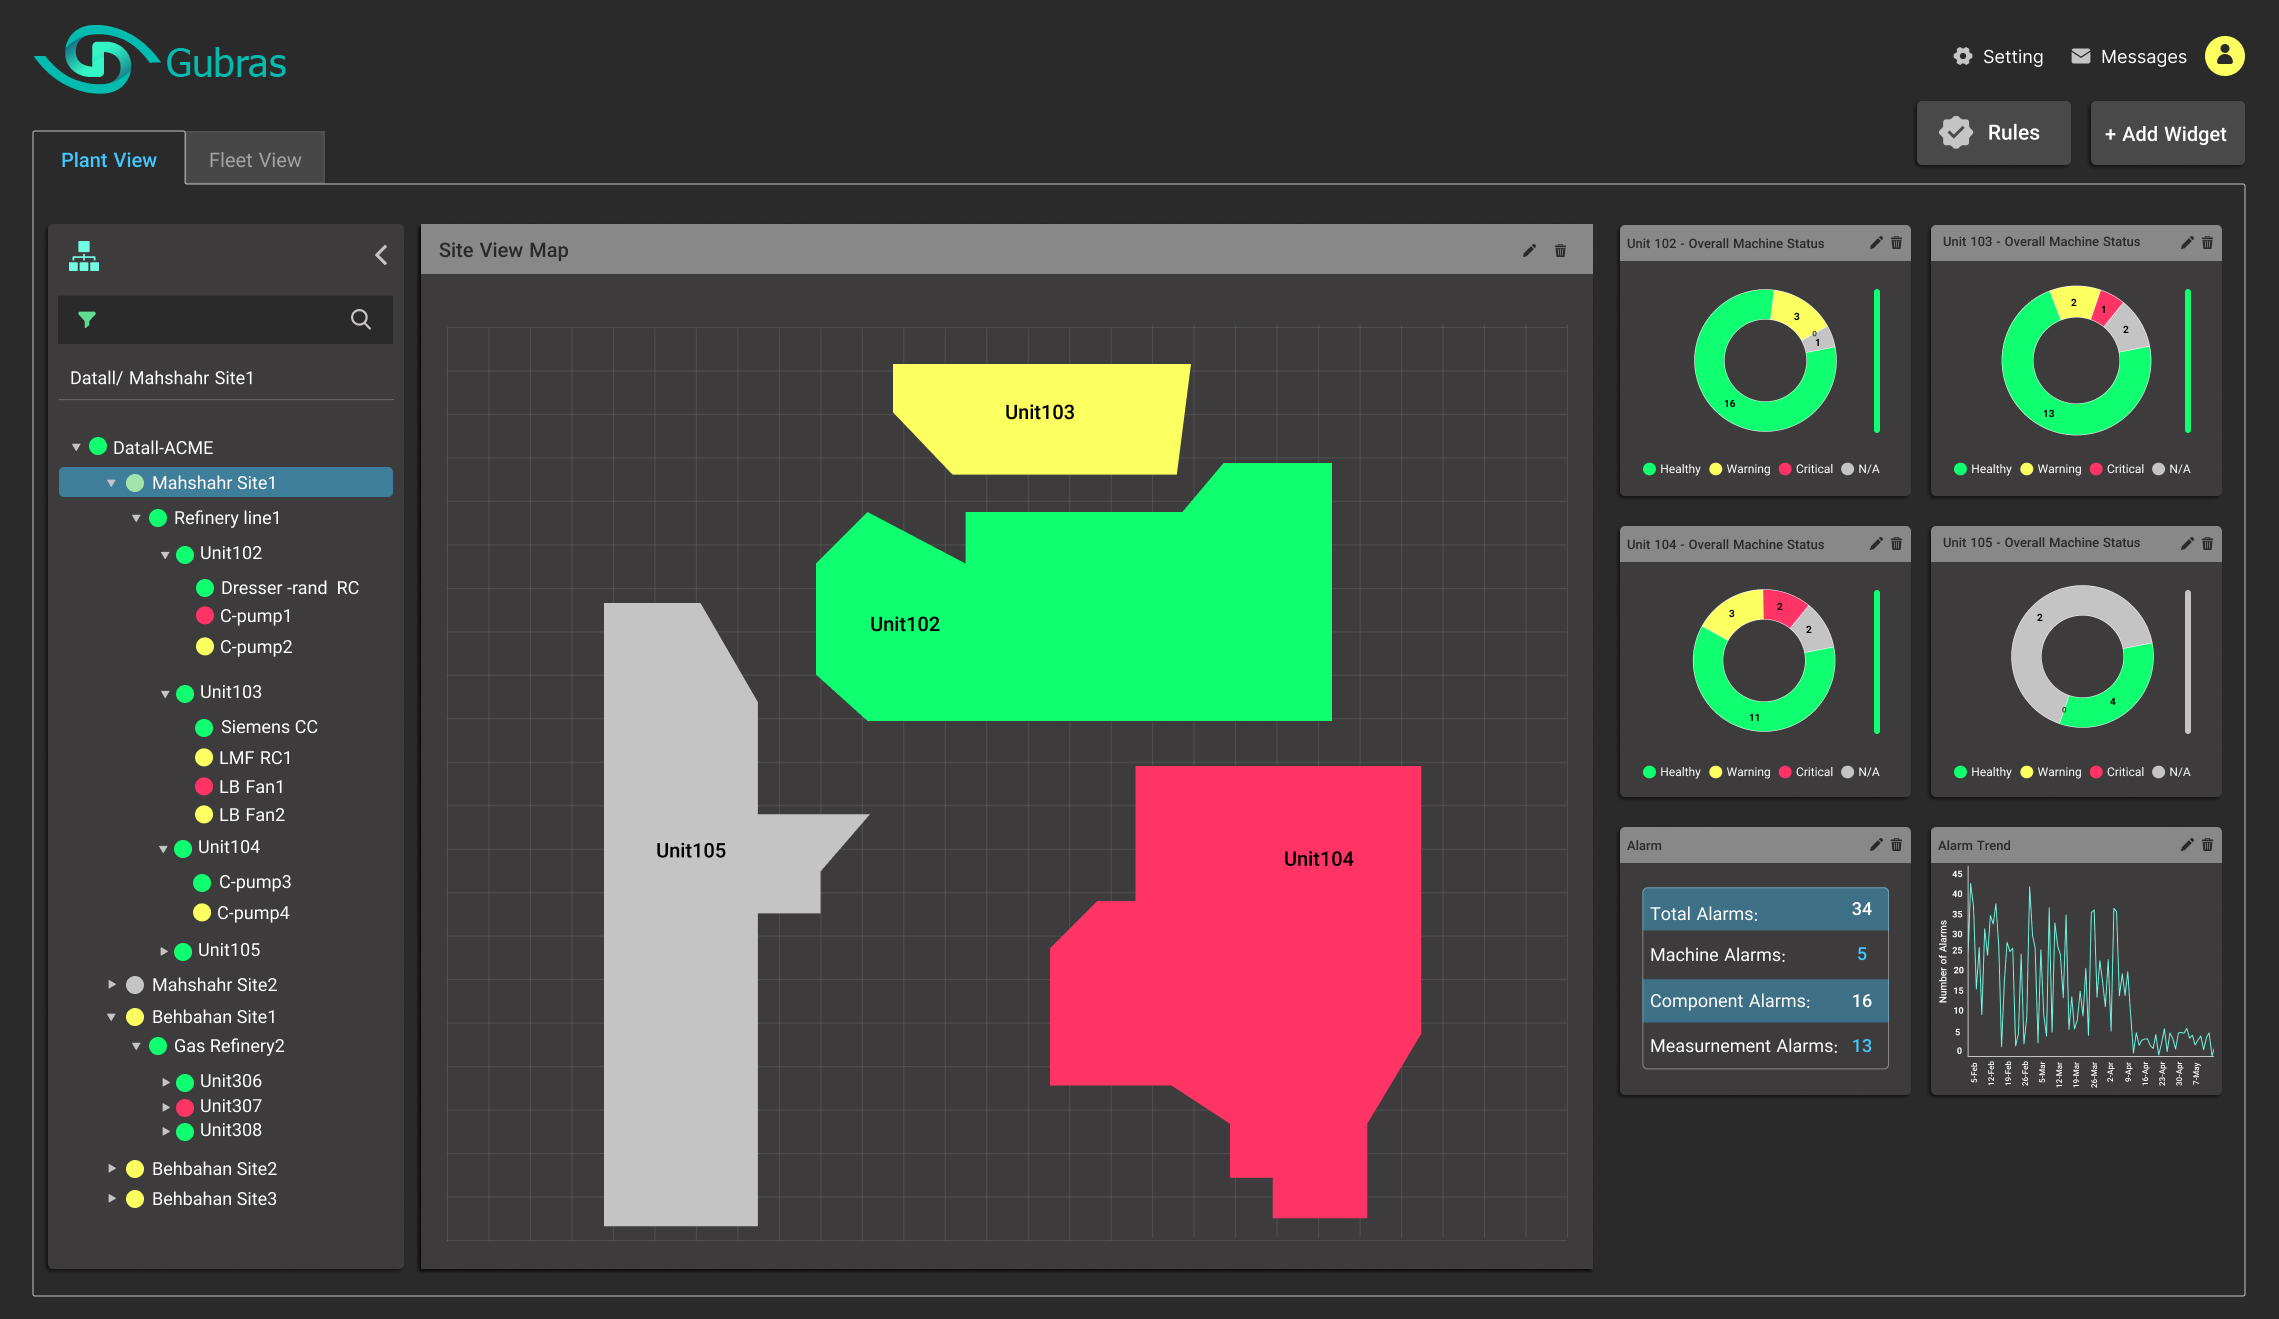 Gubras
Setting
Messages
Rules
+ Add Widget
Plant View
Fleet View
Datall/ Mahshahr Site1
Datall-ACME
Mahshahr Site1
Refinery line1
Unit102
Dresser -rand  RC
C-pump1
C-pump2
Unit103
Siemens CC
LMF RC1
LB Fan1
LB Fan2
Unit104
C-pump3
C-pump4
Unit105
Mahshahr Site2
Behbahan Site1
Gas Refinery2
Unit306
Unit307
Unit308
Behbahan Site2
Behbahan Site3
Site View Map
Unit103
Unit102
Unit105
Unit104
Unit 102 - Overall Machine Status
3
0
1
16
Healthy Warning Critical N/A
Unit 103 - Overall Machine Status
2
1
2
13
Healthy Warning Critical N/A
Unit 104 - Overall Machine Status
3
2
2
11
Healthy Warning Critical N/A
Unit 105 - Overall Machine Status
2
4
0
Healthy Warning Critical N/A
Alarm
Total Alarms: 34
Machine Alarms: 5
Component Alarms: 16
Measurnement Alarms: 13
Alarm Trend
Number of Alarms
45
40
35
30
25
20
15
10
5
0
5-Feb
12-Feb
19-Feb
26-Feb
5-Mar
12-Mar
19-Mar
26-Mar
2-Apr
9-Apr
16-Apr
23-Apr
30-Apr
7-May